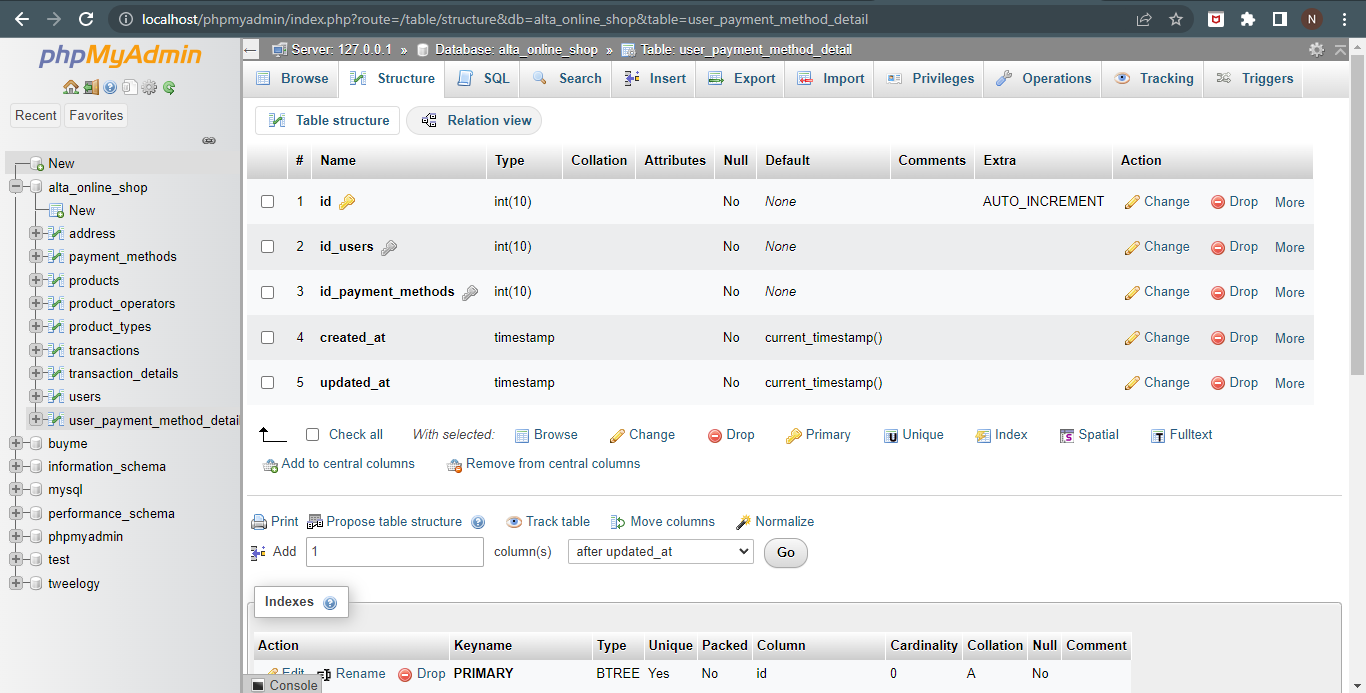 localhost/phpmyadmin/index.php?route=/table/structure&db=alta_online_shop&table=user_payment_method_detail
N
phpMyAdmin
Recent Favorites
New
alta_online_shop
New
address
payment_methods
products
product_operators
product_types
transactions
transaction_details
users
user_payment_method_detai
buyme
information_schema
mysql
performance_schema
phpmyadmin
test
tweelogy
Server: 127.0.0.1 » Database: alta_online_shop » Table: user_payment_method_detail
Browse Structure SQL Search Insert Export Import Privileges Operations Tracking Triggers
Table structure Relation view
# Name Type Collation Attributes Null Default Comments Extra Action
1 id int(10) No None AUTO_INCREMENT Change Drop More
2 id_users int(10) No None Change Drop More
3 id_payment_methods int(10) No None Change Drop More
4 created_at timestamp No current_timestamp() Change Drop More
5 updated_at timestamp No current_timestamp() Change Drop More
Check all With selected: Browse Change Drop Primary U Unique Index S Spatial T Fulltext
Add to central columns Remove from central columns
Print Propose table structure Track table Move columns Normalize
Add 1 column(s) after updated_at Go
Indexes
Action Keyname Type Unique Packed Column Cardinality Collation Null Comment
Edit Rename Drop PRIMARY BTREE Yes No id 0 A No
Console